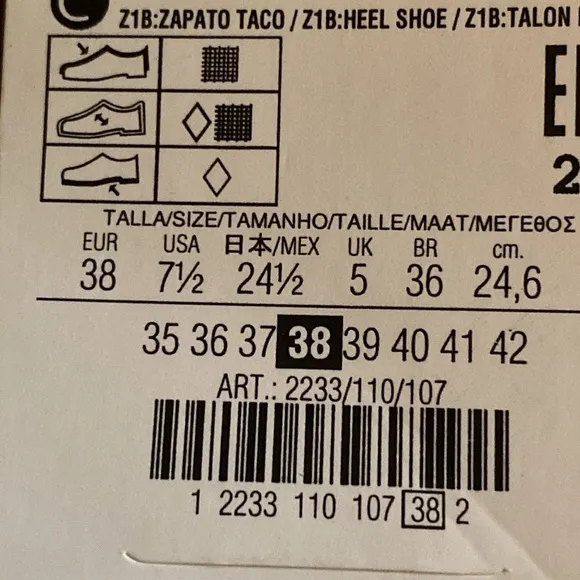 Z1B:ZAPATO TACO / Z1B:HEEL SHOE / Z1B:TALON
TALLA/SIZE/TAMANHO/TAILLE/MAAT/ΜΕΓΕΘΟΣ
EUR USA 日本/MEX UK BR cm.
38 7½ 24½ 5 36 24,6
35 36 37 38 39 40 41 42
ART.: 2233/110/107
1 2233 110 107 38 2